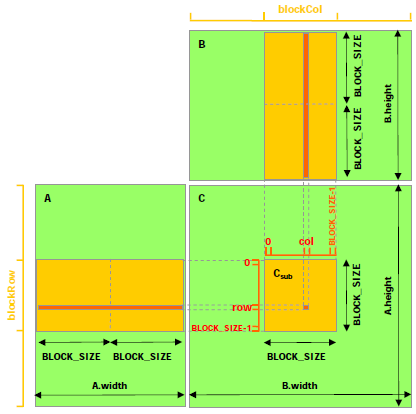 blockCol
B
BLOCK_SIZE
BLOCK_SIZE
B.height
A
C
BLOCK_SIZE-1
0
col
0
Csub
row
BLOCK_SIZE-1
BLOCK_SIZE
A.height
blockRow
BLOCK_SIZE
BLOCK_SIZE
BLOCK_SIZE
A.width
B.width